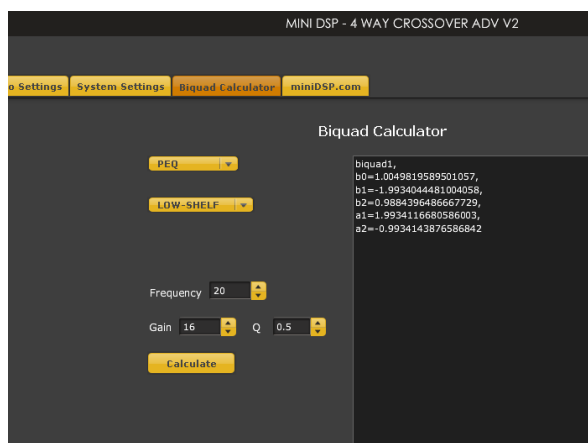 MINI DSP - 4 WAY CROSSOVER ADV V2
o Settings System Settings Biquad Calculator miniDSP.com
Biquad Calculator
PEQ
LOW-SHELF
Frequency 20
Gain 16 Q 0.5
Calculate
biquad1,
b0=1.0049819589501057,
b1=-1.9934044481004058,
b2=0.9884396486667729,
a1=1.9934116680586003,
a2=-0.9934143876586842